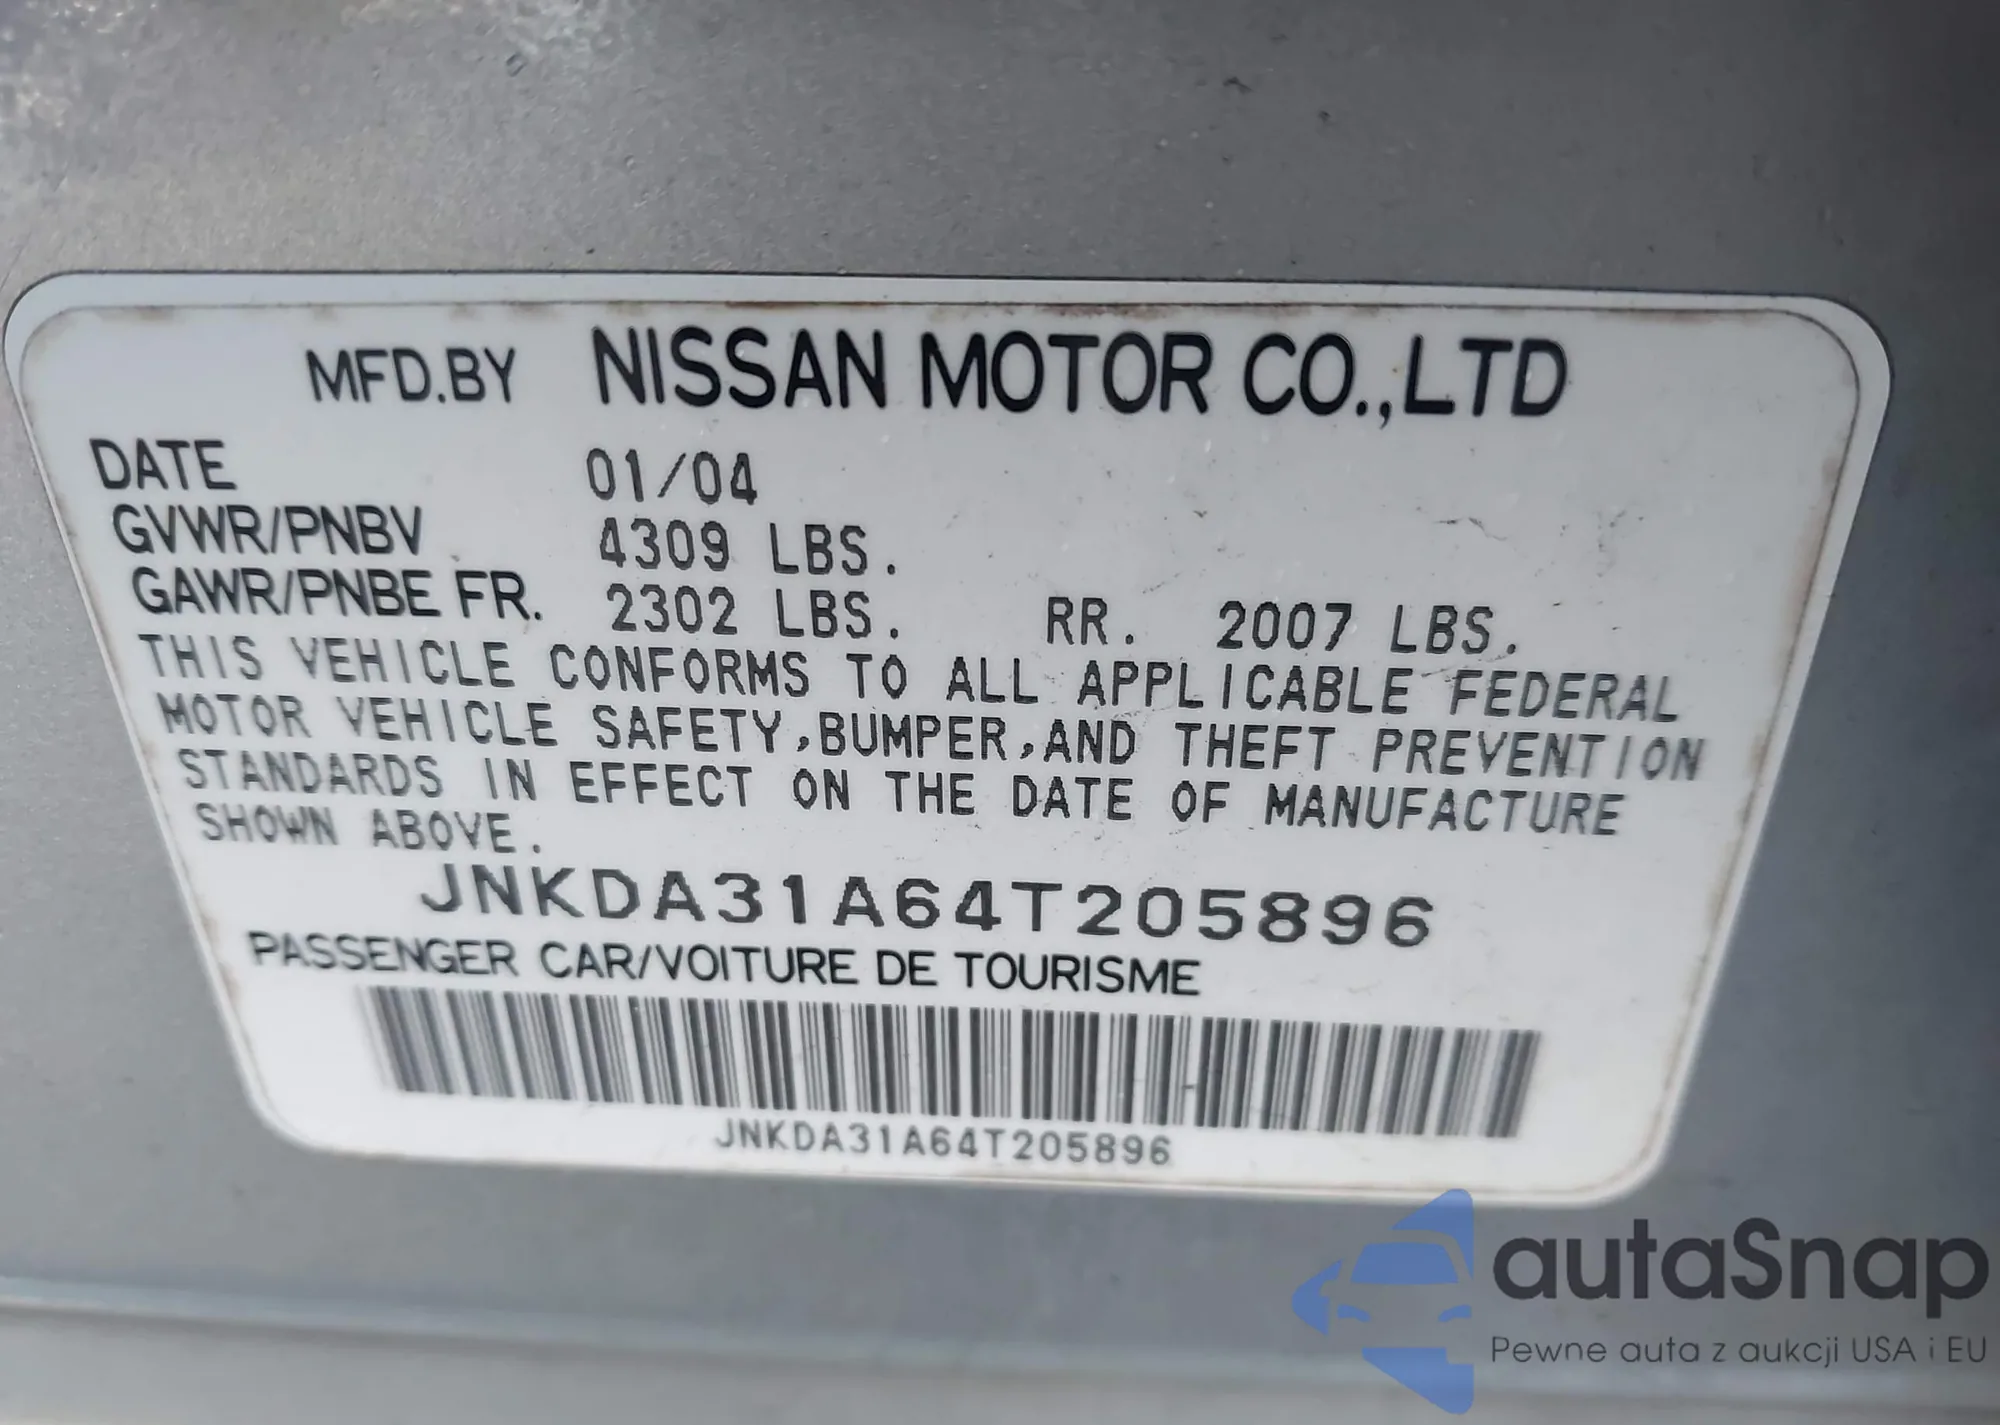 MFD.BY NISSAN MOTOR CO.,LTD
DATE 01/04
GVWR/PNBV 4309 LBS.
GAWR/PNBE FR. 2302 LBS. RR. 2007 LBS.
THIS VEHICLE CONFORMS TO ALL APPLICABLE FEDERAL
MOTOR VEHICLE SAFETY,BUMPER,AND THEFT PREVENTION
STANDARDS IN EFFECT ON THE DATE OF MANUFACTURE
SHOWN ABOVE.
JNKDA31A64T205896
PASSENGER CAR/VOITURE DE TOURISME
JNKDA31A64T205896
autaSnap
Pewne auta z aukcji USA i EU